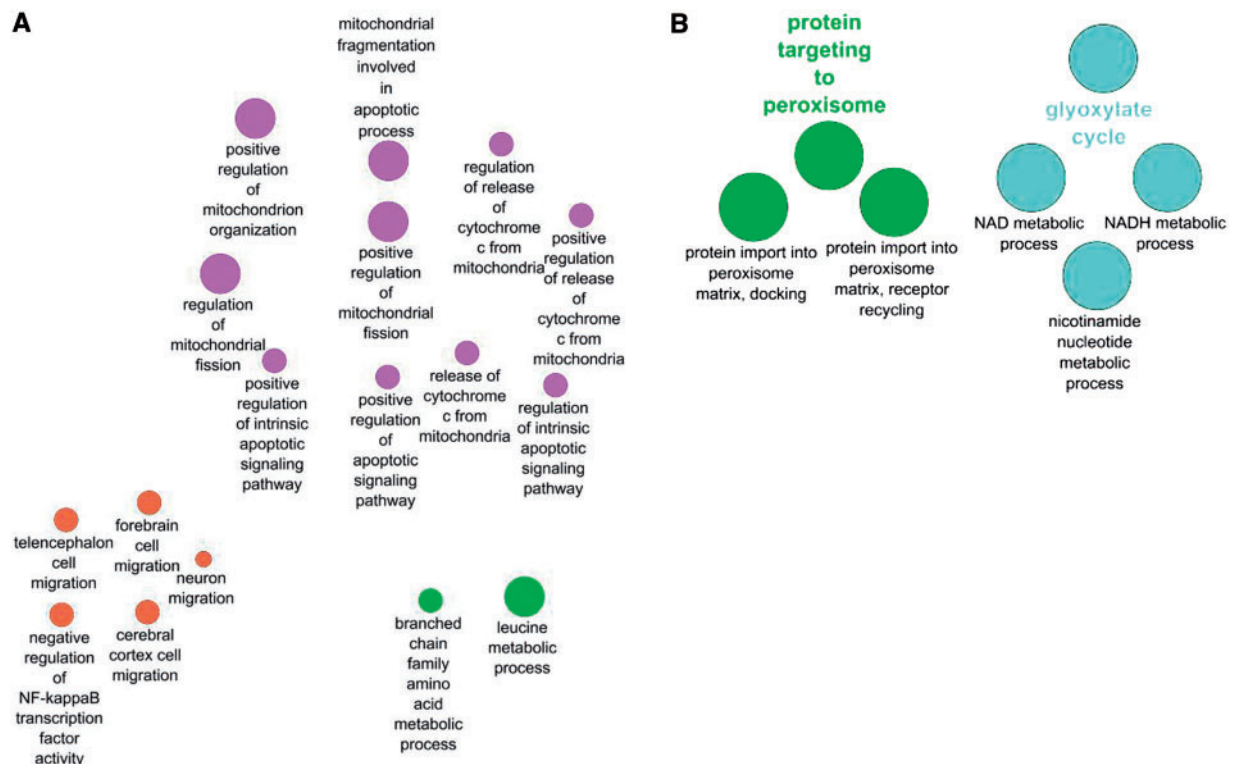 A
mitochondrial
fragmentation
involved
in
apoptotic
process
positive
regulation
of
mitochondrion
organization
regulation
of release
of
cytochrome
c from
mitochondria
positive
regulation
of release
of
cytochrome
c from
mitochondria
positive
regulation
of
mitochondrial
fission
regulation
of
mitochondrial
fission
positive
regulation
of intrinsic
apoptotic
signaling
pathway
positive
regulation
of
apoptotic
signaling
pathway
release of
cytochrome
c from
mitochondria
regulation
of intrinsic
apoptotic
signaling
pathway
telencephalon
cell
migration
forebrain
cell
migration
neuron
migration
negative
regulation
of
NF-kappaB
transcription
factor
activity
cerebral
cortex cell
migration
branched
chain
family
amino
acid
metabolic
process
leucine
metabolic
process
B
protein
targeting
to
peroxisome
protein import into
peroxisome
matrix, docking
protein import into
peroxisome
matrix, receptor
recycling
glyoxylate
cycle
NAD metabolic
process
NADH metabolic
process
nicotinamide
nucleotide
metabolic
process